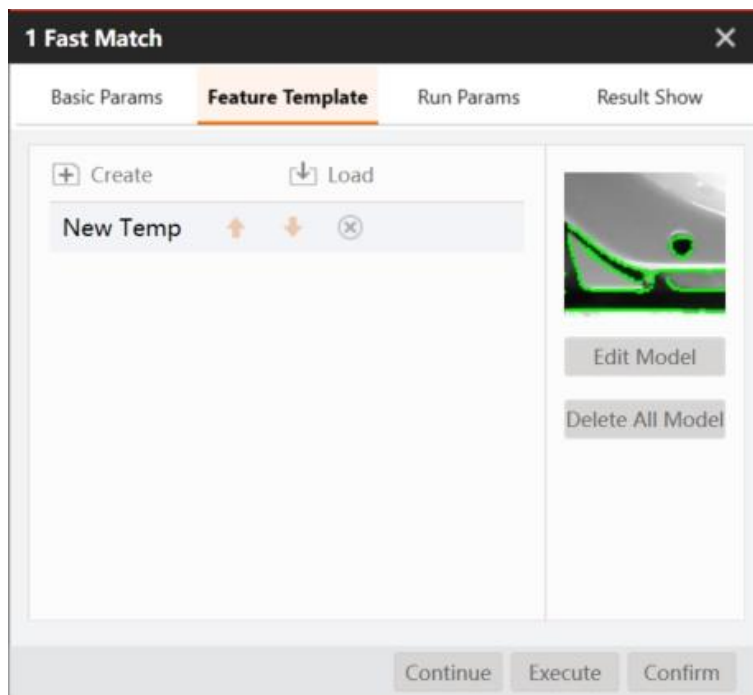 1 Fast Match
Basic Params Feature Template Run Params Result Show
Create Load
New Temp
Edit Model
Delete All Model
Continue Execute Confirm